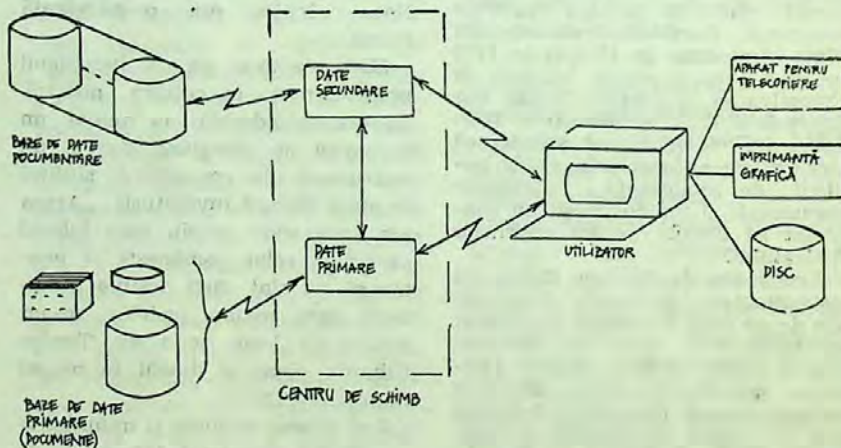 DATE
SECUNDARE
BAZE DE DATE
DOCUMENTARE
APARAT PENTRU
TELECOPIERE
IMPRIMANTĂ
GRAFICĂ
UTILIZATOR
DISC
DATE
PRIMARE
CENTRU DE SCHIMB
BAZE DE DATE
PRIMARE
(DOCUMENTE)